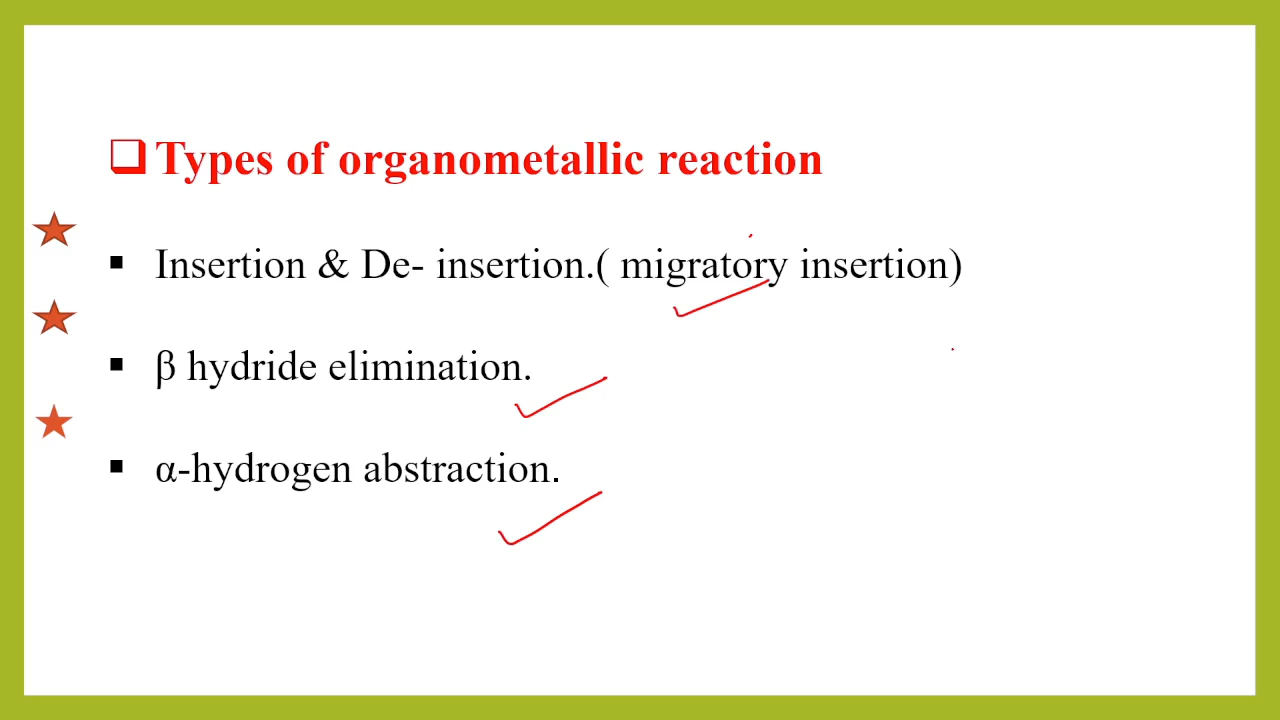 Types of organometallic reaction
Insertion & De- insertion.( migratory insertion)
β hydride elimination.
α-hydrogen abstraction.